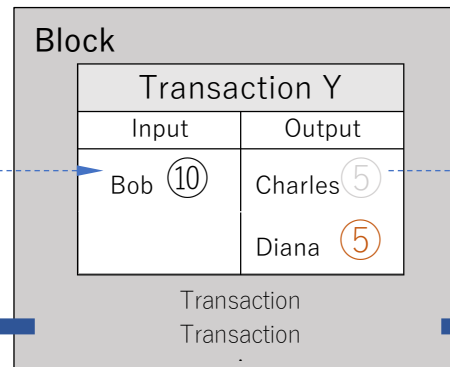 Block
Transaction Y
Input Output
Bob ⑩ Charles ⑤
Diana ⑤
Transaction
Transaction
.